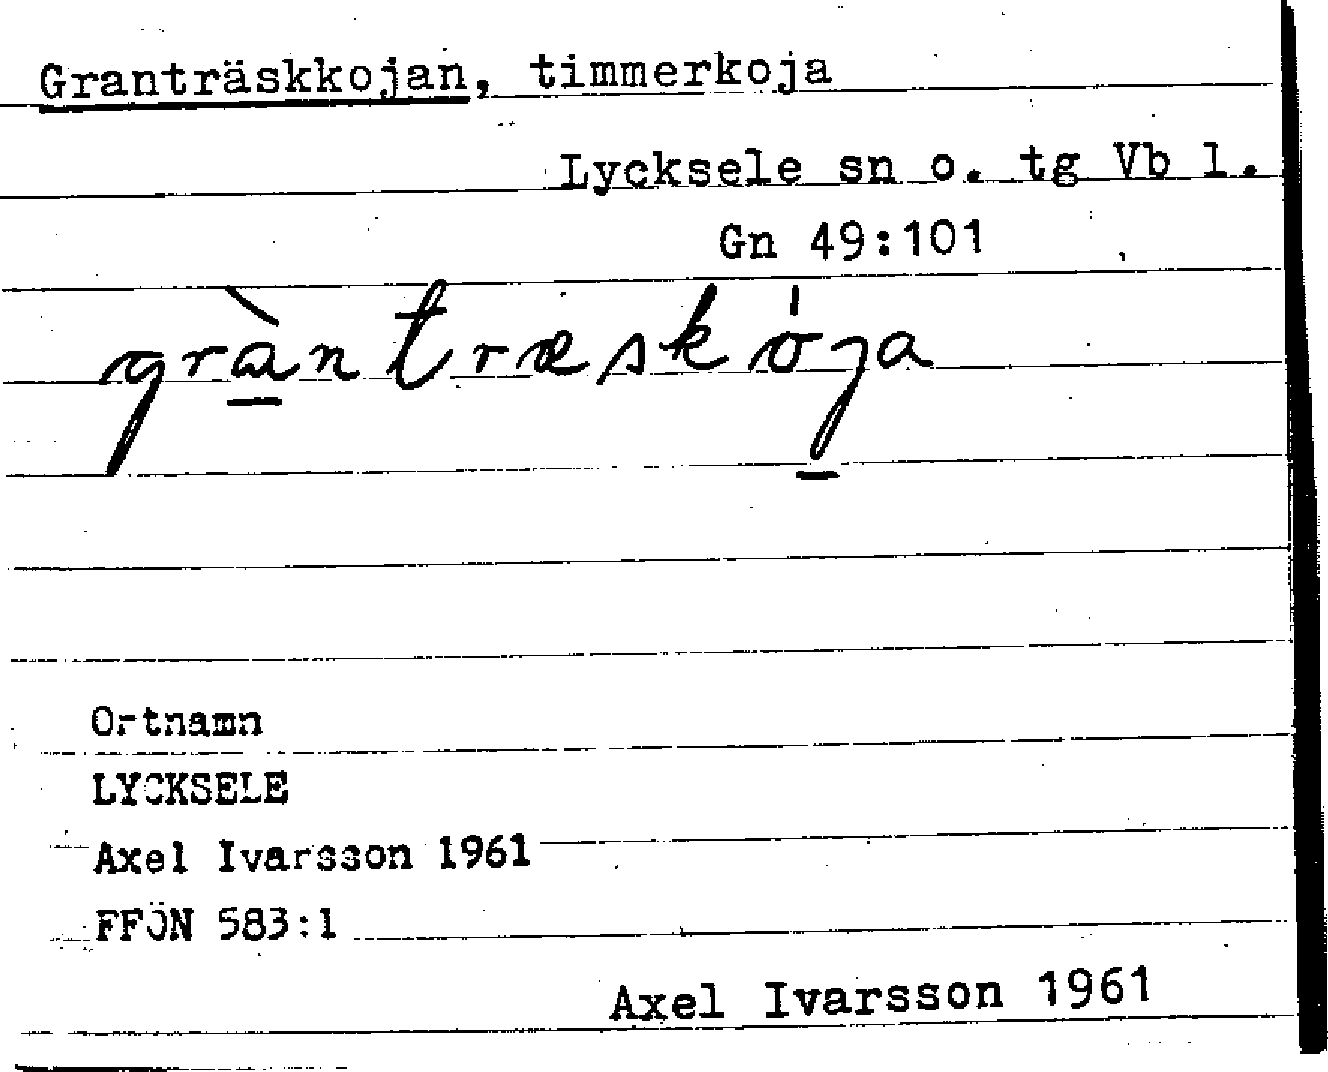 Granträskkojan, timmerkoja
Lycksele sn o. tg Vb l.
Gn 49:101
gràntræskója
Ortnamn
LYCKSELE
Axel Ivarsson 1961
FFÖN 583:1
Axel Ivarsson 1961